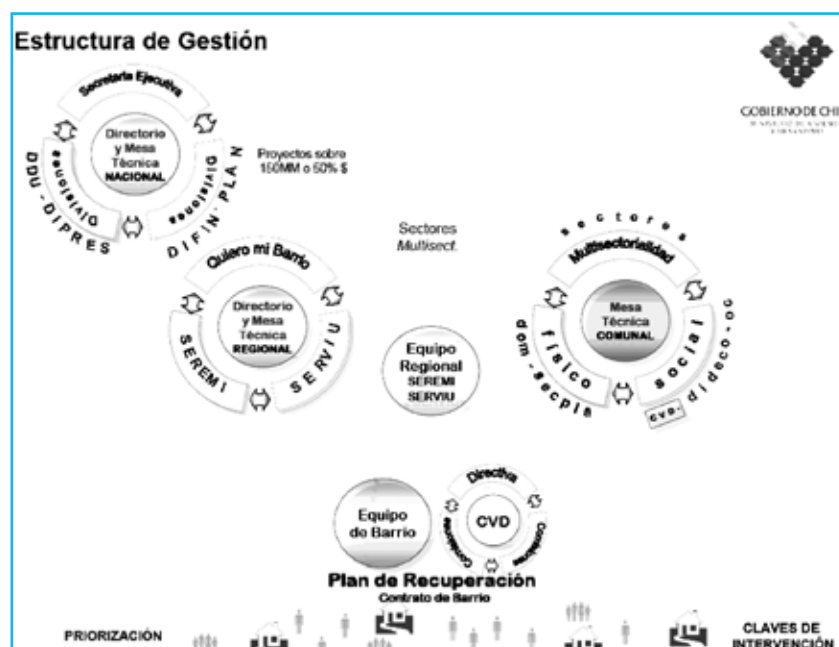 Estructura de Gestión
GOBIERNO DE CHI
Secretaría Ejecutiva
Directorio
y Mesa
Técnica
NACIONAL
Divisiones
DDU-DIPRES
Divisiones
DIFIN-PLAN
Proyectos sobre
150MM o 50% $
Sectores
Multisect.
Quiero mi Barrio
Directorio
y Mesa
Técnica
REGIONAL
SEREMI
SERVIU
Equipo
Regional
SEREMI
SERVIU
sectores
Multisectorialidad
Mesa
Técnica
COMUNAL
físico
dom-secpla
social
CVD-
dideco-oc
Equipo
de Barrio
Directiva
CVD
Comisiones
Comisiones
Plan de Recuperación
Contrato de Barrio
PRIORIZACIÓN
CLAVES DE
INTERVENCIÓN